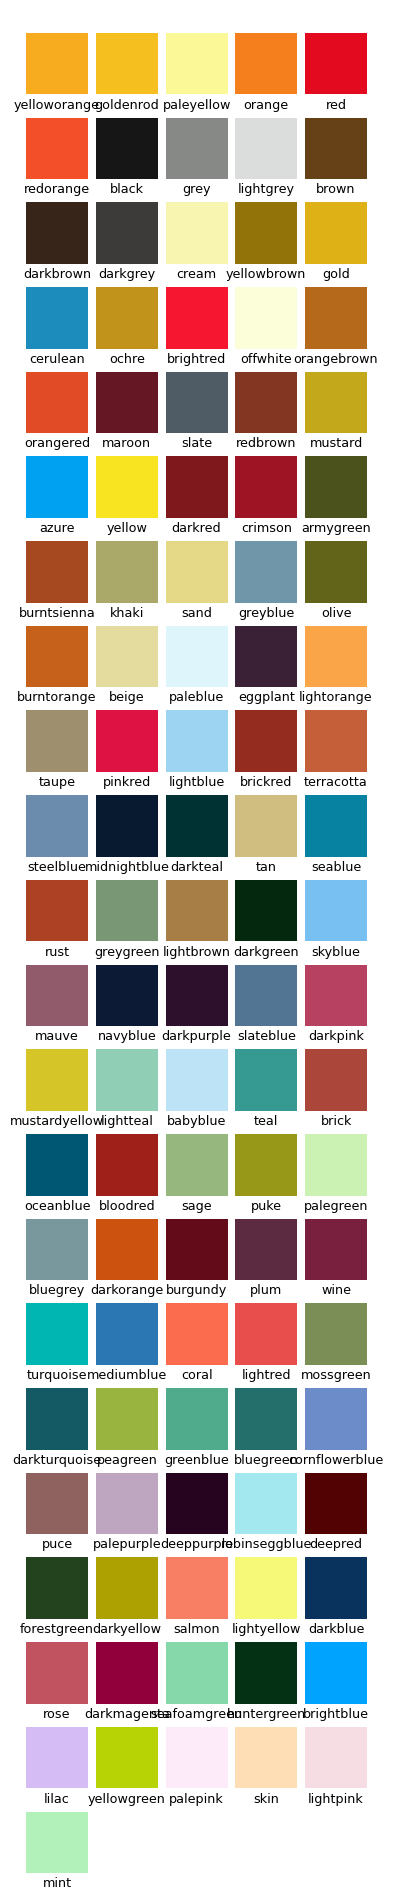 yelloworange goldenrod paleyellow orange red
redorange black grey lightgrey brown
darkbrown darkgrey cream yellowbrown gold
cerulean ochre brightred offwhite orangebrown
orangered maroon slate redbrown mustard
azure yellow darkred crimson armygreen
burntsienna khaki sand greyblue olive
burntorange beige paleblue eggplant lightorange
taupe pinkred lightblue brickred terracotta
steelblue midnightblue darkteal tan seablue
rust greygreen lightbrown darkgreen skyblue
mauve navyblue darkpurple slateblue darkpink
mustardyellow lightteal babyblue teal brick
oceanblue bloodred sage puke palegreen
bluegrey darkorange burgundy plum wine
turquoise mediumblue coral lightred mossgreen
darkturquoise peagreen greenblue bluegreen cornflowerblue
puce palepurple deeppurple robinseggblue deepred
forestgreen darkyellow salmon lightyellow darkblue
rose darkmagenta seafoamgreen huntergreen brightblue
lilac yellowgreen palepink skin lightpink
mint